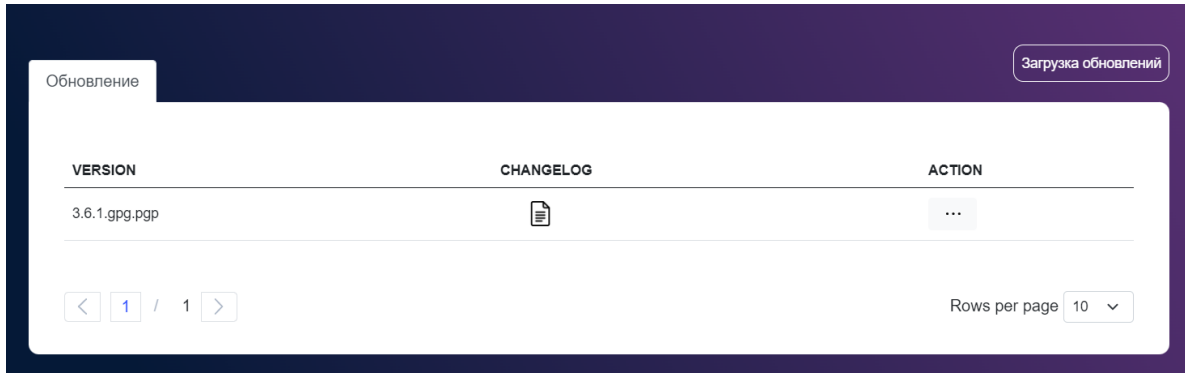 Загрузка обновлений
Обновление
VERSION CHANGELOG ACTION
3.6.1.gpg.pgp ...
1 / 1 Rows per page 10